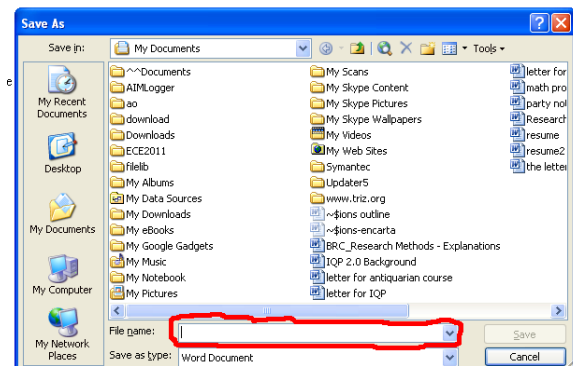 Save As
Save in:
My Documents
Tools
e
My Recent
Documents
Desktop
My Documents
My Computer
My Network
Places
^^Documents
AIMLogger
ao
download
Downloads
ECE2011
filelib
My Albums
My Data Sources
My Downloads
My eBooks
My Google Gadgets
My Music
My Notebook
My Pictures
My Scans
My Skype Content
My Skype Pictures
My Skype Wallpapers
My Videos
My Web Sites
Symantec
Updater5
www.triz.org
~$ions outline
~$ions-encarta
BRC_Research Methods - Explanations
IQP 2.0 Background
letter for antiquarian course
letter for IQP
letter for
math pro
party not
Research
resume
resume2
the letter
File name:
Save
Save as type:
Word Document
Cancel